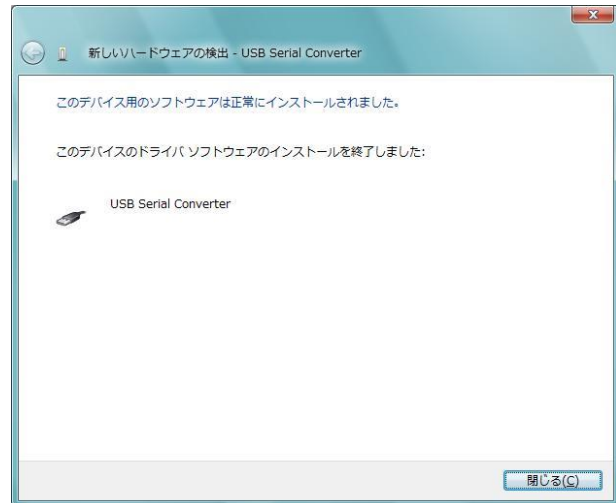 新しいハードウェアの検出 - USB Serial Converter
このデバイス用のソフトウェアは正常にインストールされました。
このデバイスのドライバ ソフトウェアのインストールを終了しました:
USB Serial Converter
閉じる(C)